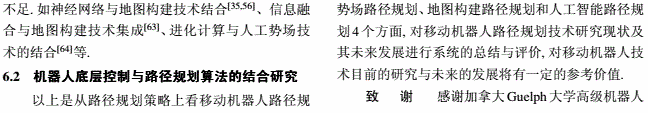 不足. 如神经网络与地图构建技术结合[35,56]、信息融
合与地图构建技术集成[63]、进化计算与人工势场技
术的结合[64]等.
6.2 机器人底层控制与路径规划算法的结合研究
以上是从路径规划策略上看移动机器人路径规
势场路径规划、地图构建路径规划和人工智能路径规
划 4 个方面, 对移动机器人路径规划技术研究现状及
其未来发展进行系统的总结与评价, 对移动机器人技
术目前的研究与未来的发展将有一定的参考价值.
致 谢 感谢加拿大 Guelph 大学高级机器人